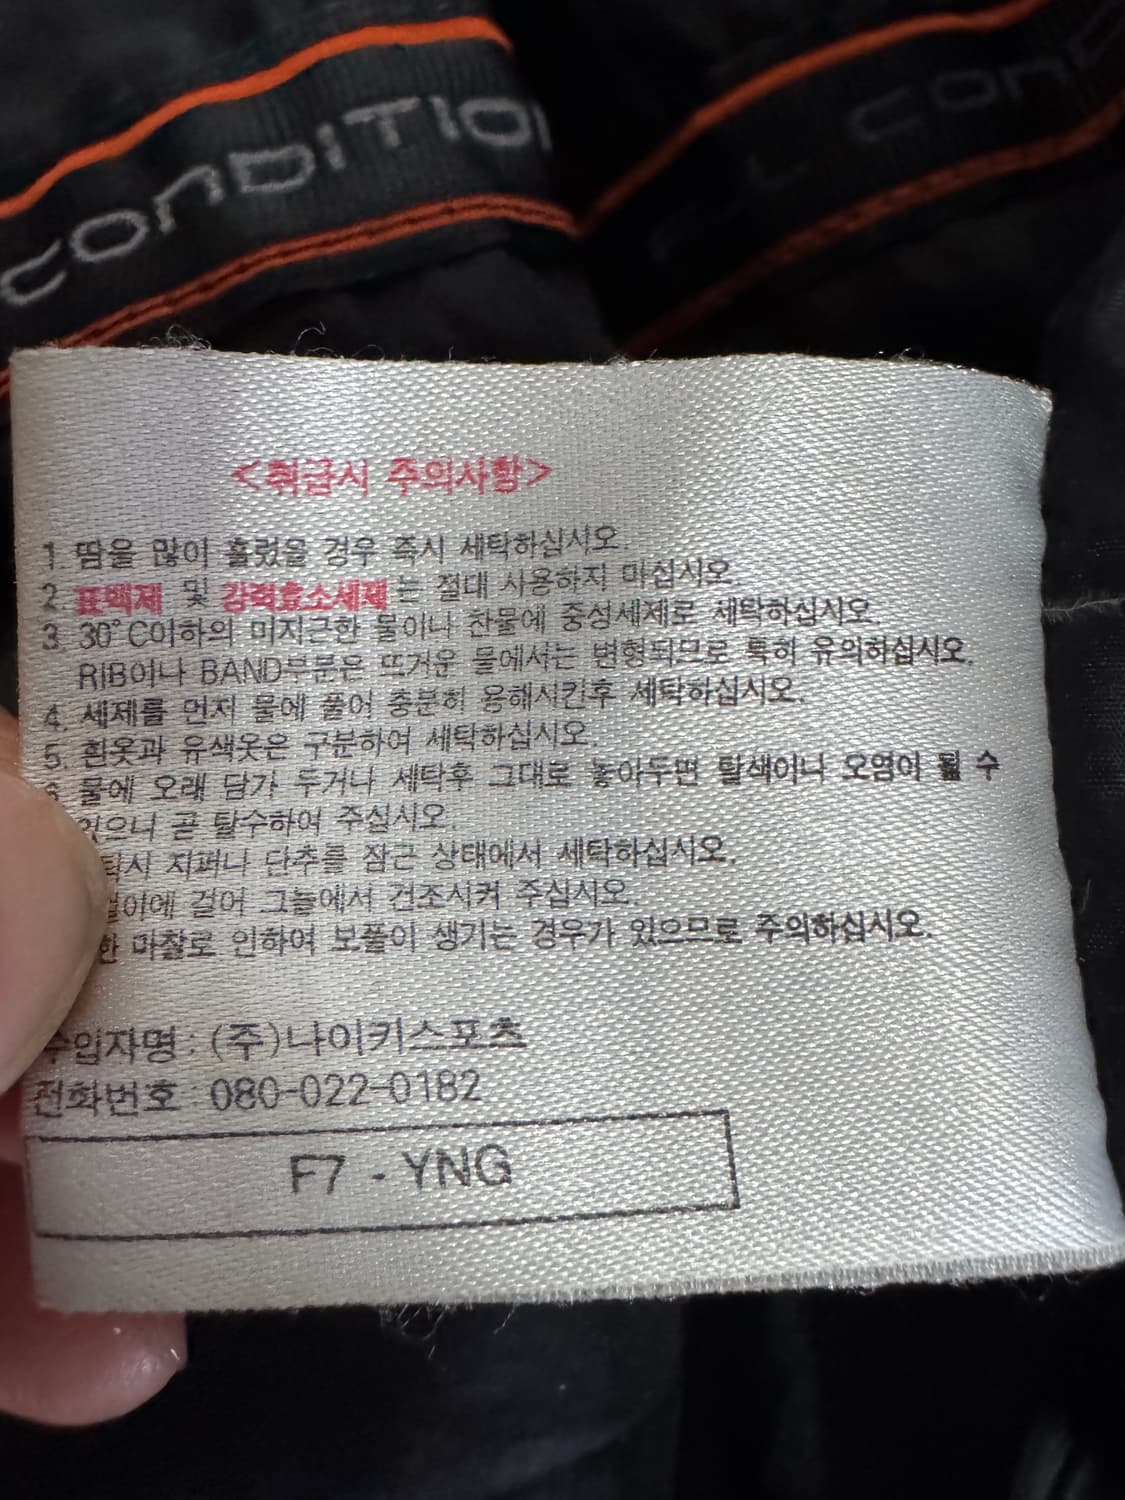 CONDITIO
L COND
<취급시 주의사항>
1. 땀을 많이 흘렸을 경우 즉시 세탁하십시오.
2. 표백제 및 강력효소세제는 절대 사용하지 마십시오.
3. 30°C이하의 미지근한 물이나 찬물에 중성세제로 세탁하십시오.
RIB이나 BAND부분은 뜨거운 물에서는 변형되므로 특히 유의하십시오.
4. 세제를 먼저 물에 풀어 충분히 용해시킨후 세탁하십시오.
5. 흰옷과 유색옷은 구분하여 세탁하십시오.
물에 오래 담가 두거나 세탁후 그대로 놓아두면 탈색이나 오염이 될 수
있으니 곧 탈수하여 주십시오.
탁시 지퍼나 단추를 잠근 상태에서 세탁하십시오.
걸이에 걸어 그늘에서 건조시켜 주십시오.
한 마찰로 인하여 보풀이 생기는 경우가 있으므로 주의하십시오.
수입자명 : (주)나이키스포츠
전화번호 : 080-022-0182
F7 - YNG